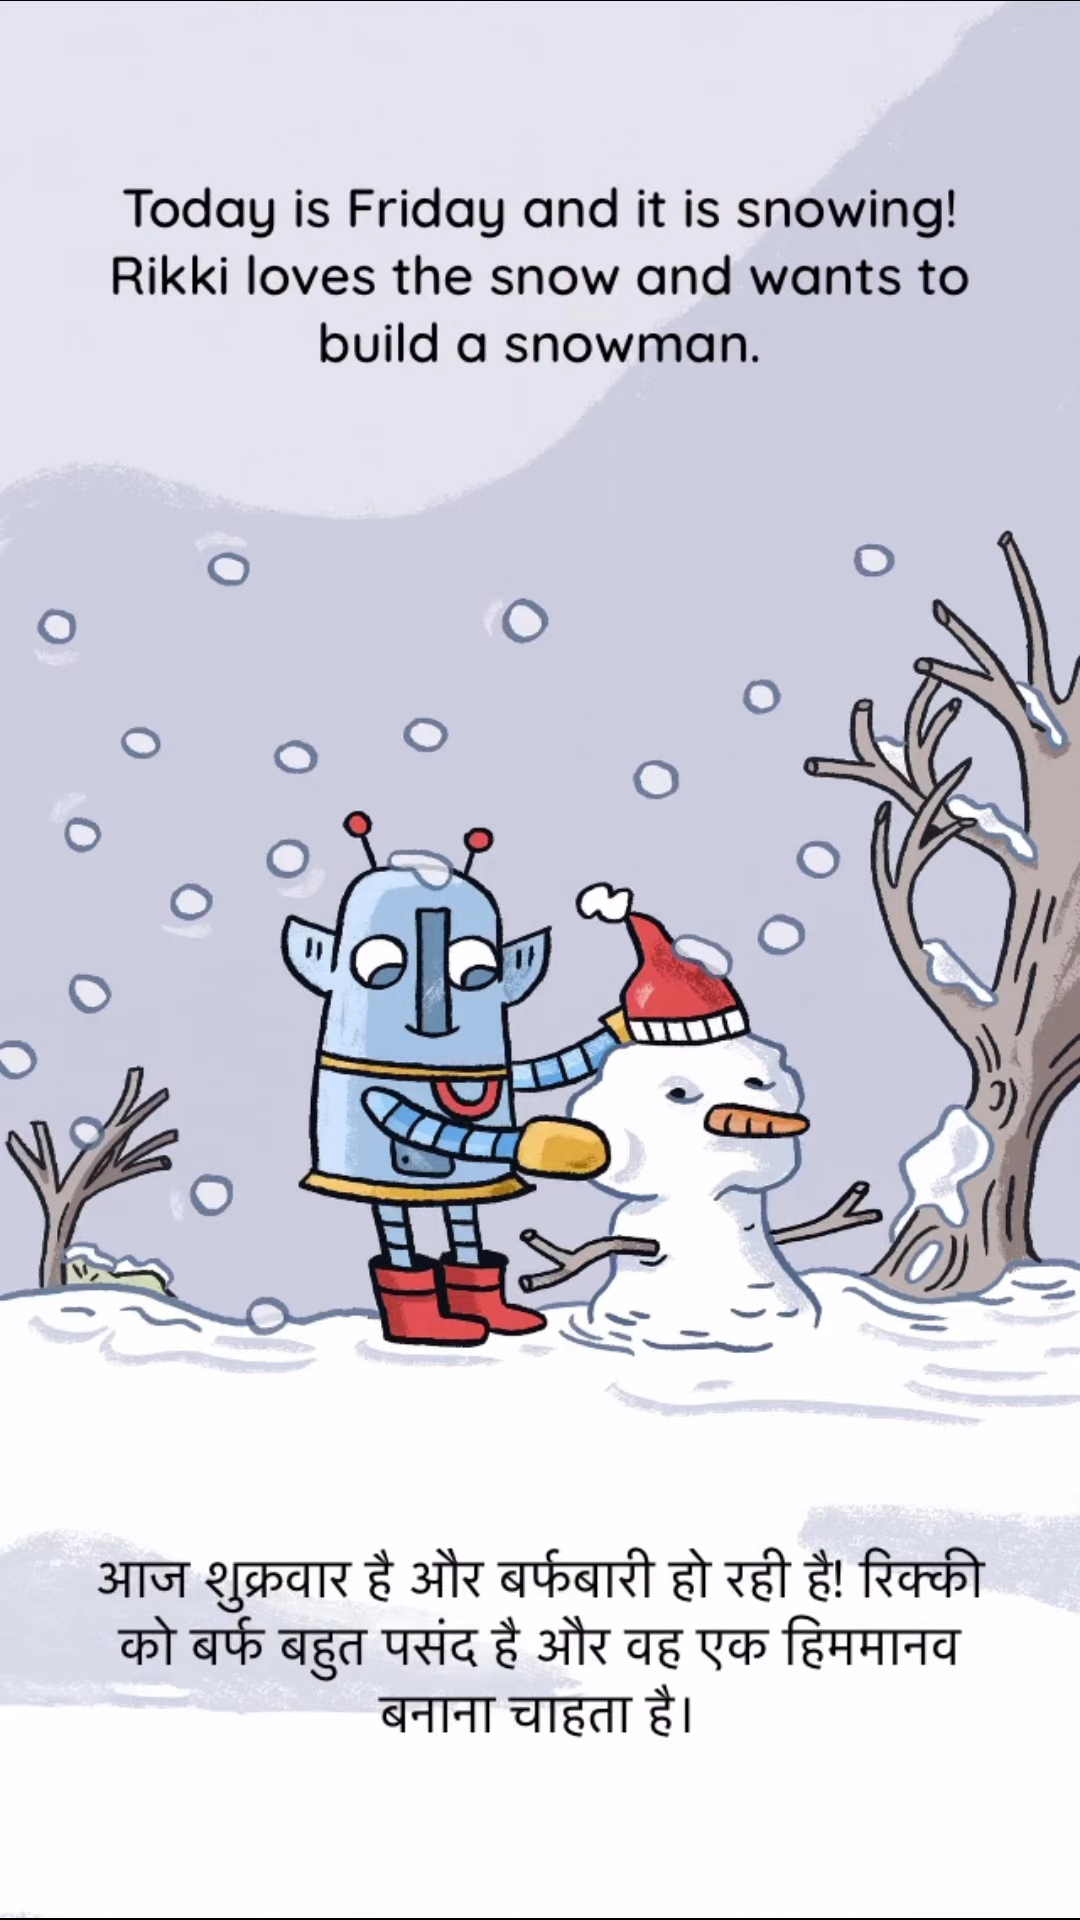 Today is Friday and it is snowing!
Rikki loves the snow and wants to
build a snowman.
आज शुक्रवार है और बर्फबारी हो रही है! रिक्की
को बर्फ बहुत पसंद है और वह एक हिममानव
बनाना चाहता है।